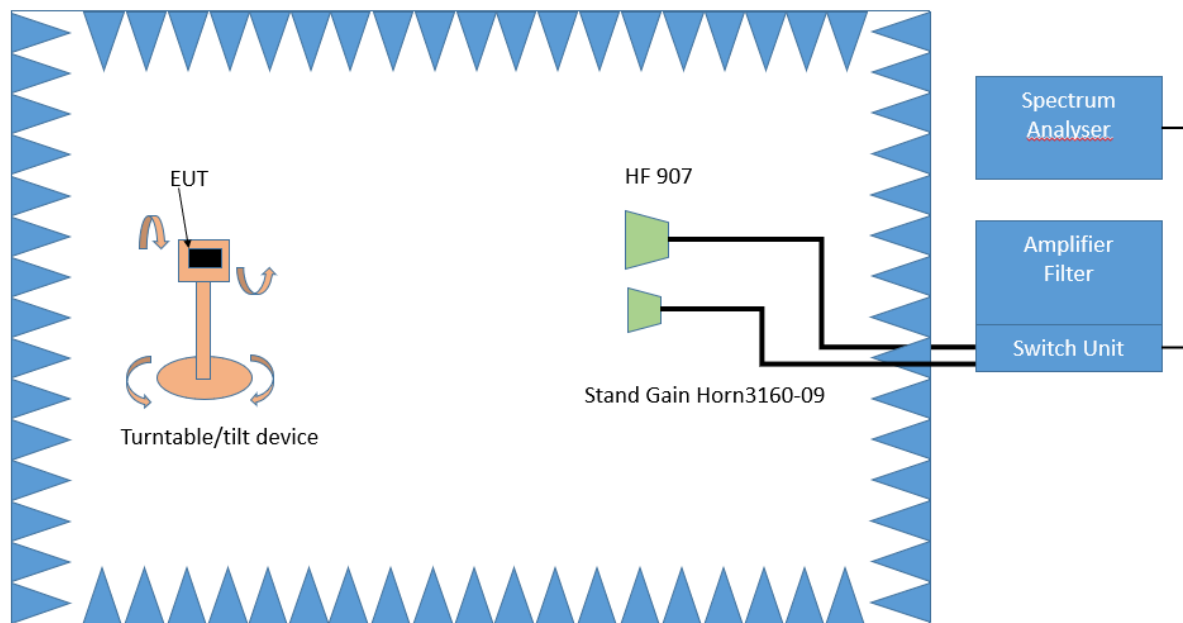 EUT
Turntable/tilt device
HF 907
Stand Gain Horn3160-09
Spectrum
Analyser
Amplifier
Filter
Switch Unit